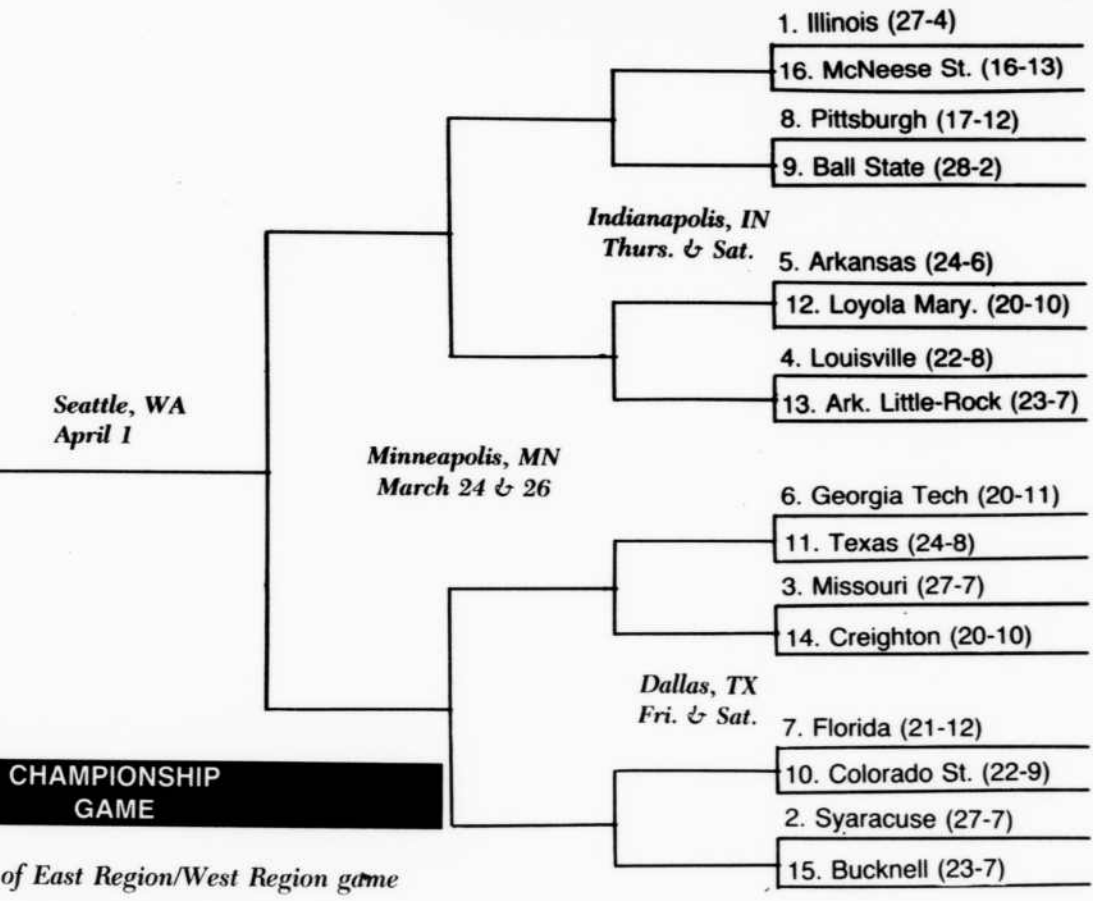 1. Illinois (27-4)
16. McNeese St. (16-13)
8. Pittsburgh (17-12)
9. Ball State (28-2)
Indianapolis, IN
Thurs. & Sat.
5. Arkansas (24-6)
12. Loyola Mary. (20-10)
4. Louisville (22-8)
13. Ark. Little-Rock (23-7)
Seattle, WA
April 1
Minneapolis, MN
March 24 & 26
6. Georgia Tech (20-11)
11. Texas (24-8)
3. Missouri (27-7)
14. Creighton (20-10)
Dallas, TX
Fri. & Sat.
7. Florida (21-12)
10. Colorado St. (22-9)
2. Syaracuse (27-7)
15. Bucknell (23-7)
CHAMPIONSHIP
GAME
of East Region/West Region game